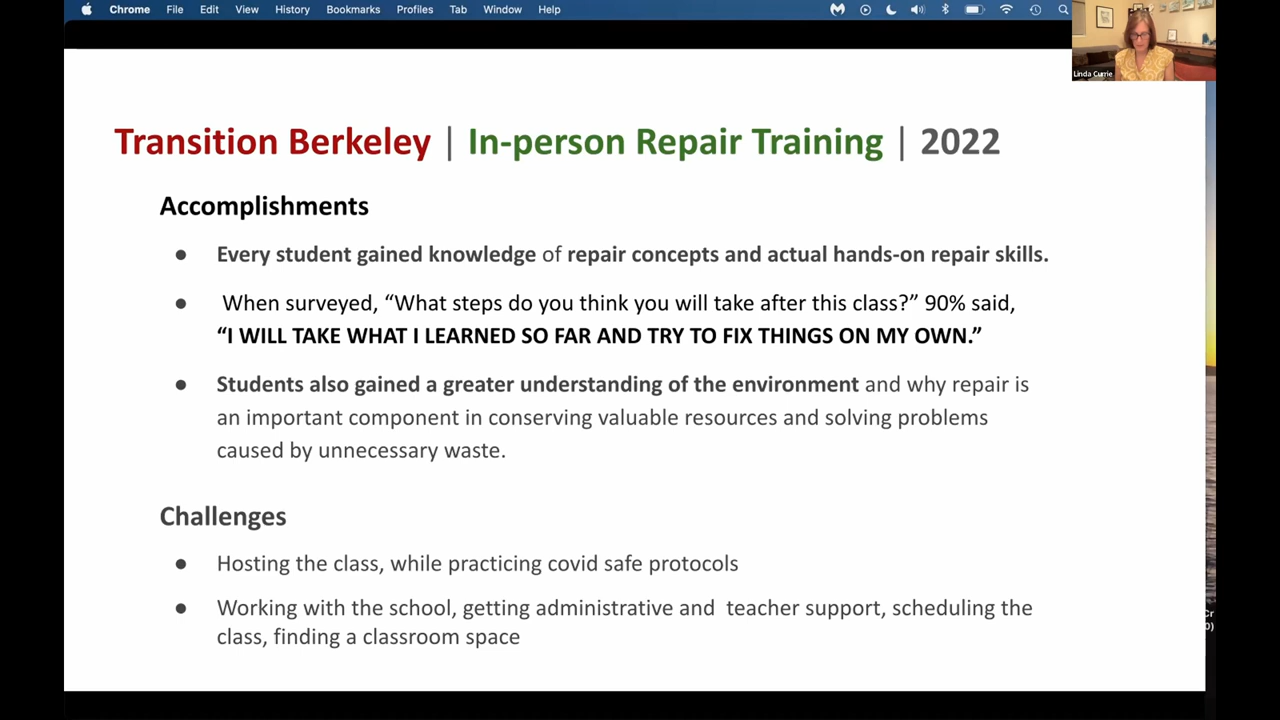 Chrome File Edit View History Bookmarks Profiles Tab Window Help
Linda Currie
Transition Berkeley | In-person Repair Training | 2022
Accomplishments
● Every student gained knowledge of repair concepts and actual hands-on repair skills.
● When surveyed, “What steps do you think you will take after this class?” 90% said,
“I WILL TAKE WHAT I LEARNED SO FAR AND TRY TO FIX THINGS ON MY OWN.”
● Students also gained a greater understanding of the environment and why repair is
an important component in conserving valuable resources and solving problems
caused by unnecessary waste.
Challenges
● Hosting the class, while practicing covid safe protocols
● Working with the school, getting administrative and teacher support, scheduling the
class, finding a classroom space